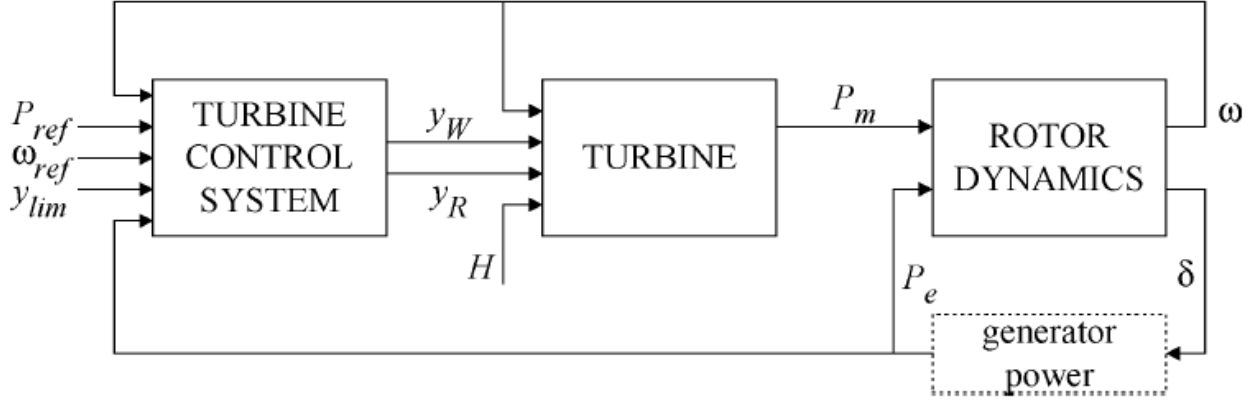 P_ref
ω_ref
y_lim
TURBINE
CONTROL
SYSTEM
y_W
y_R
H
TURBINE
P_m
ROTOR
DYNAMICS
ω
P_e
δ
generator
power